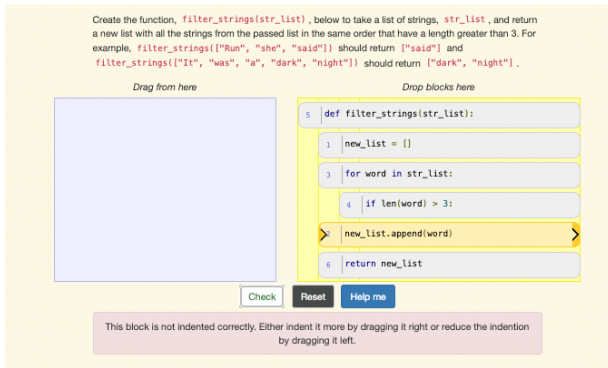 Create the function, filter_strings(str_list) , below to take a list of strings, str_list , and return
a new list with all the strings from the passed list in the same order that have a length greater than 3. For
example, filter_strings(["Run", "she", "said"]) should return ["said"] and
filter_strings(["It", "was", "a", "dark", "night"]) should return ["dark", "night"] .
Drag from here
Drop blocks here
5 def filter_strings(str_list):
1 new_list = []
3 for word in str_list:
4 if len(word) > 3:
2 new_list.append(word)
6 return new_list
Check Reset Help me
This block is not indented correctly. Either indent it more by dragging it right or reduce the indention
by dragging it left.